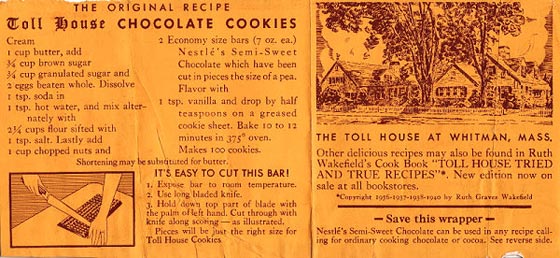 THE ORIGINAL RECIPE
Toll House CHOCOLATE COOKIES
Cream
1 cup butter, add
¾ cup brown sugar
¾ cup granulated sugar and
2 eggs beaten whole. Dissolve
1 tsp. soda in
1 tsp. hot water, and mix alter-
nately with
2¼ cups flour sifted with
1 tsp. salt. Lastly add
1 cup chopped nuts and
2 Economy size bars (7 oz. ea.)
Nestlé's Semi-Sweet
Chocolate which have been
cut in pieces the size of a pea.
Flavor with
1 tsp. vanilla and drop by half
teaspoons on a greased
cookie sheet. Bake 10 to 12
minutes in 375° oven.
Makes 100 cookies.
Shortening may be substituted for butter.
IT'S EASY TO CUT THIS BAR!
1. Expose bar to room temperature.
2. Use long bladed knife.
3. Hold down top part of blade with
the palm of left hand. Cut through with
knife along scoring — as illustrated.
Pieces will be just the right size for
Toll House Cookies
THE TOLL HOUSE AT WHITMAN, MASS.
Other delicious recipes may also be found in Ruth
Wakefield's Cook Book "TOLL HOUSE TRIED
AND TRUE RECIPES"*. New edition now on
sale at all bookstores.
*Copyright 1936-1937-1938-1940 by Ruth Graves Wakefield
— Save this wrapper —
Nestlé's Semi-Sweet Chocolate can be used in any recipe call-
ing for ordinary cooking chocolate or cocoa. See reverse side.